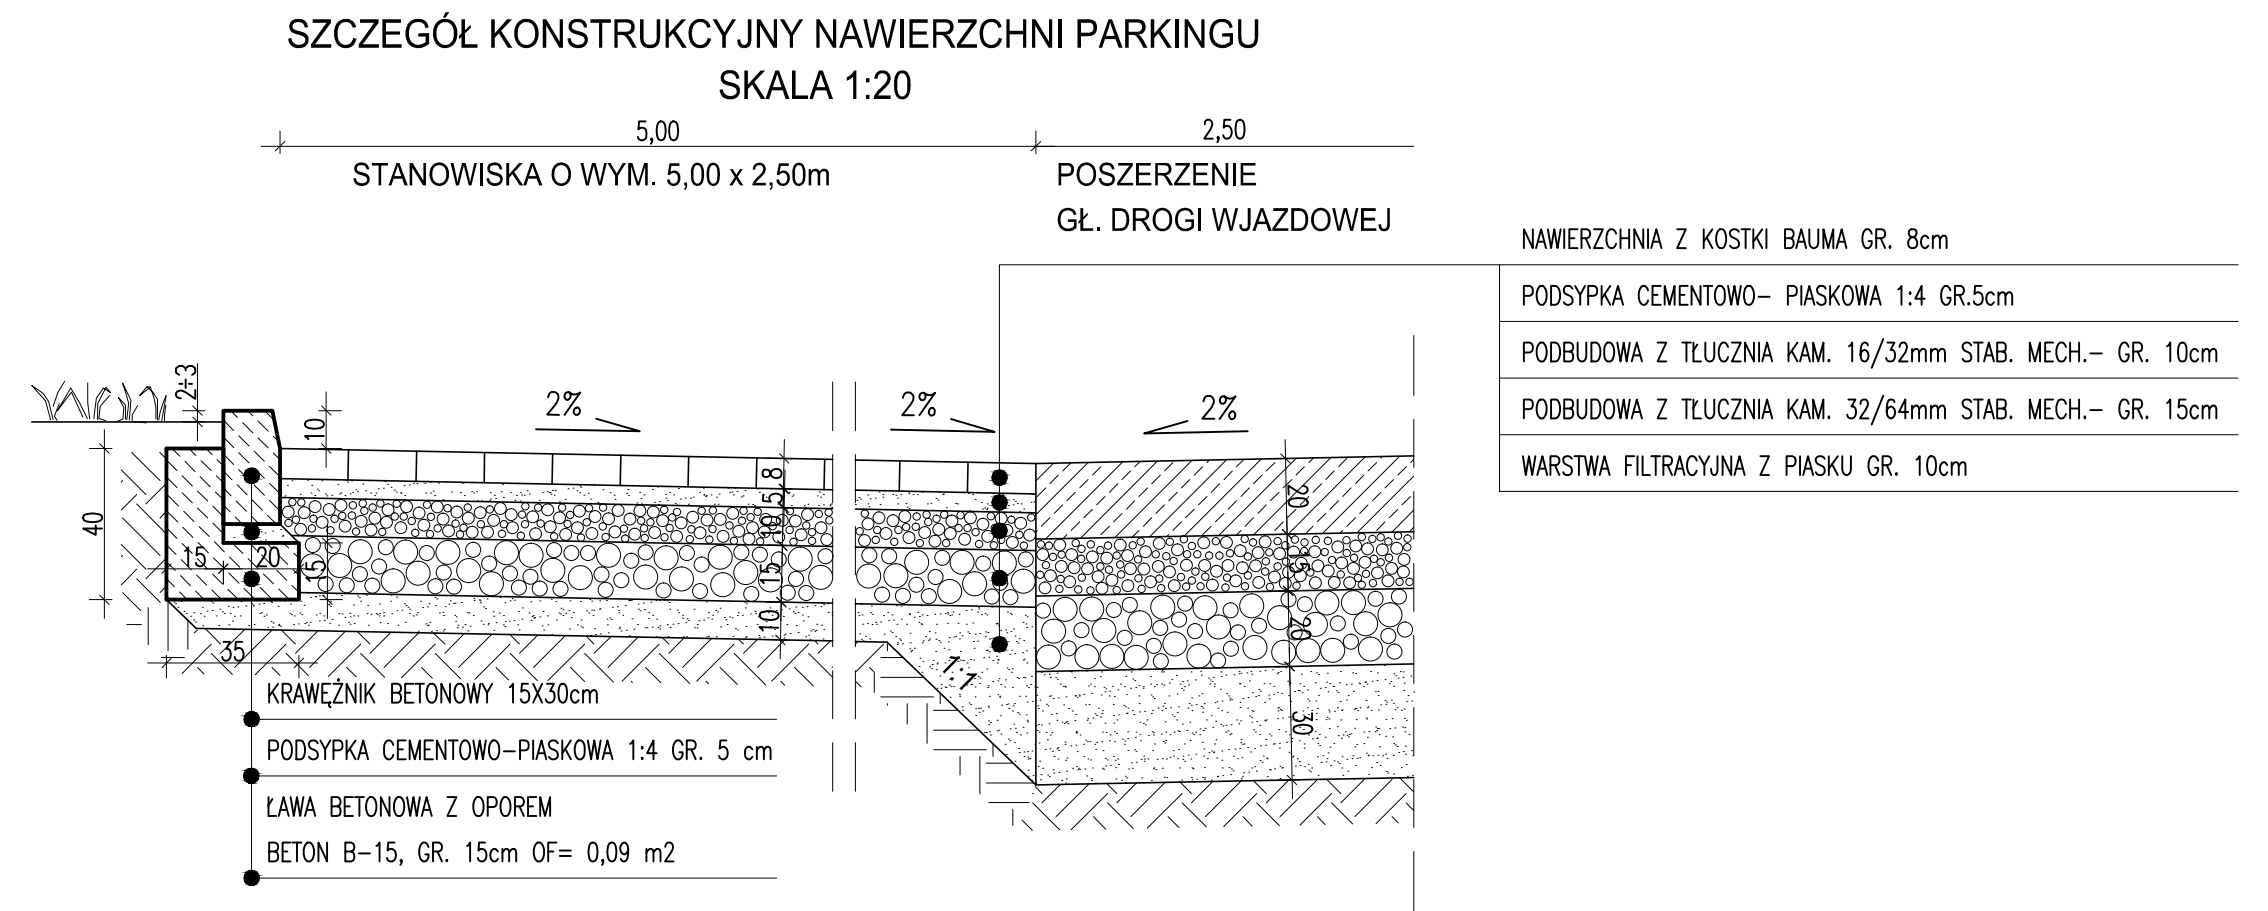 SZCZEGÓŁ KONSTRUKCYJNY NAWIERZCHNI PARKINGU
SKALA 1:20
5,00
2,50
STANOWISKA O WYM. 5,00 x 2,50m
POSZERZENIE
GŁ. DROGI WJAZDOWEJ
NAWIERZCHNIA Z KOSTKI BAUMA GR. 8cm
PODSYPKA CEMENTOWO- PIASKOWA 1:4 GR.5cm
PODBUDOWA Z TŁUCZNIA KAM. 16/32mm STAB. MECH.- GR. 10cm
PODBUDOWA Z TŁUCZNIA KAM. 32/64mm STAB. MECH.- GR. 15cm
WARSTWA FILTRACYJNA Z PIASKU GR. 10cm
2÷3
10
2%
2%
2%
40
15
20
15
35
8
5
10
15
10
20
15
20
30
1:1
KRAWĘŻNIK BETONOWY 15X30cm
PODSYPKA CEMENTOWO-PIASKOWA 1:4 GR. 5 cm
ŁAWA BETONOWA Z OPOREM
BETON B-15, GR. 15cm OF= 0,09 m2